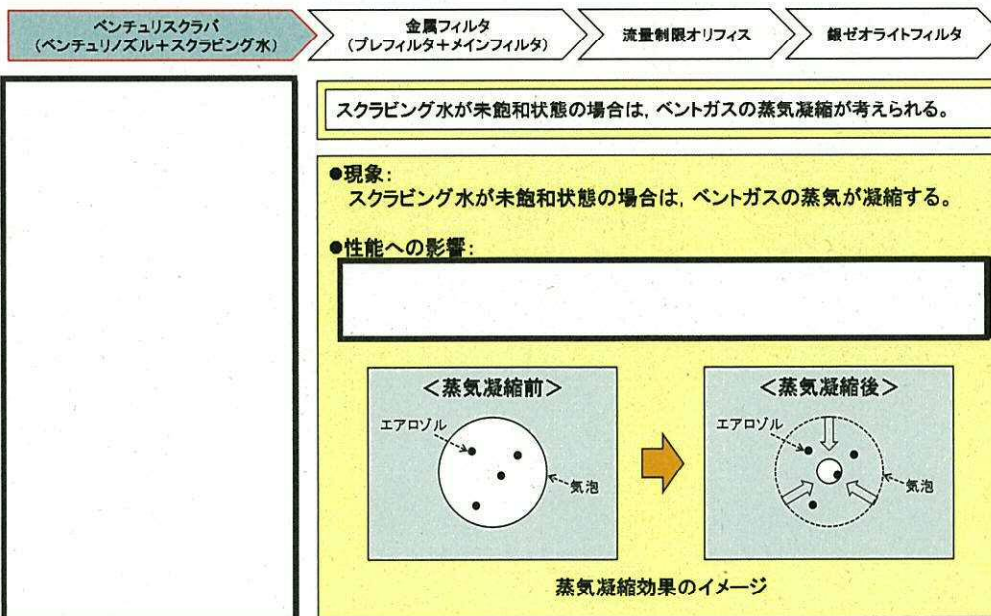 ベンチュリスクラバ
(ベンチュリノズル+スクラビング水)
金属フィルタ
(プレフィルタ+メインフィルタ)
流量制限オリフィス
銀ゼオライトフィルタ
スクラビング水が未飽和状態の場合は,ベントガスの蒸気凝縮が考えられる。
●現象:
スクラビング水が未飽和状態の場合は,ベントガスの蒸気が凝縮する。
●性能への影響:
<蒸気凝縮前>
エアロゾル
気泡
<蒸気凝縮後>
エアロゾル
気泡
蒸気凝縮効果のイメージ